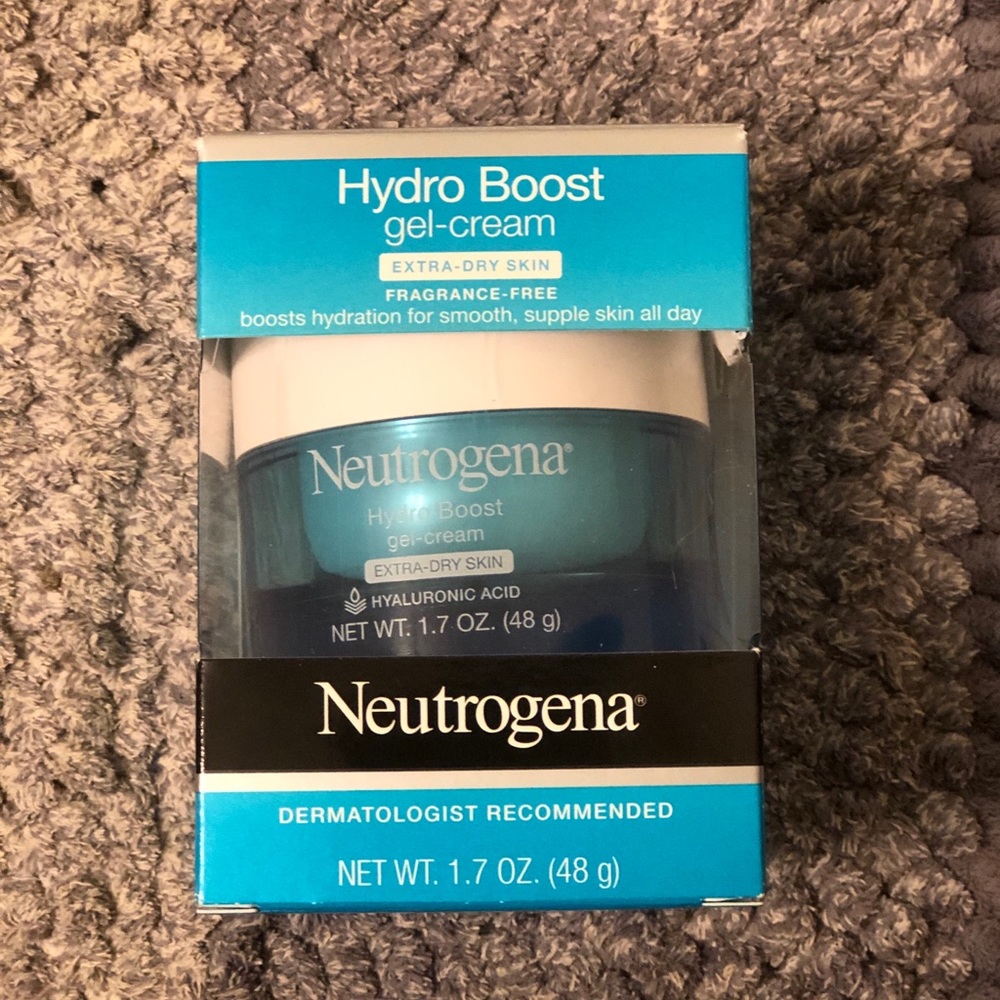 Hydro Boost
gel-cream
EXTRA-DRY SKIN
FRAGRANCE-FREE
boosts hydration for smooth, supple skin all day
Neutrogena®
Hydro Boost
gel-cream
EXTRA-DRY SKIN
HYALURONIC ACID
NET WT. 1.7 OZ. (48 g)
Neutrogena®
DERMATOLOGIST RECOMMENDED
NET WT. 1.7 OZ. (48 g)